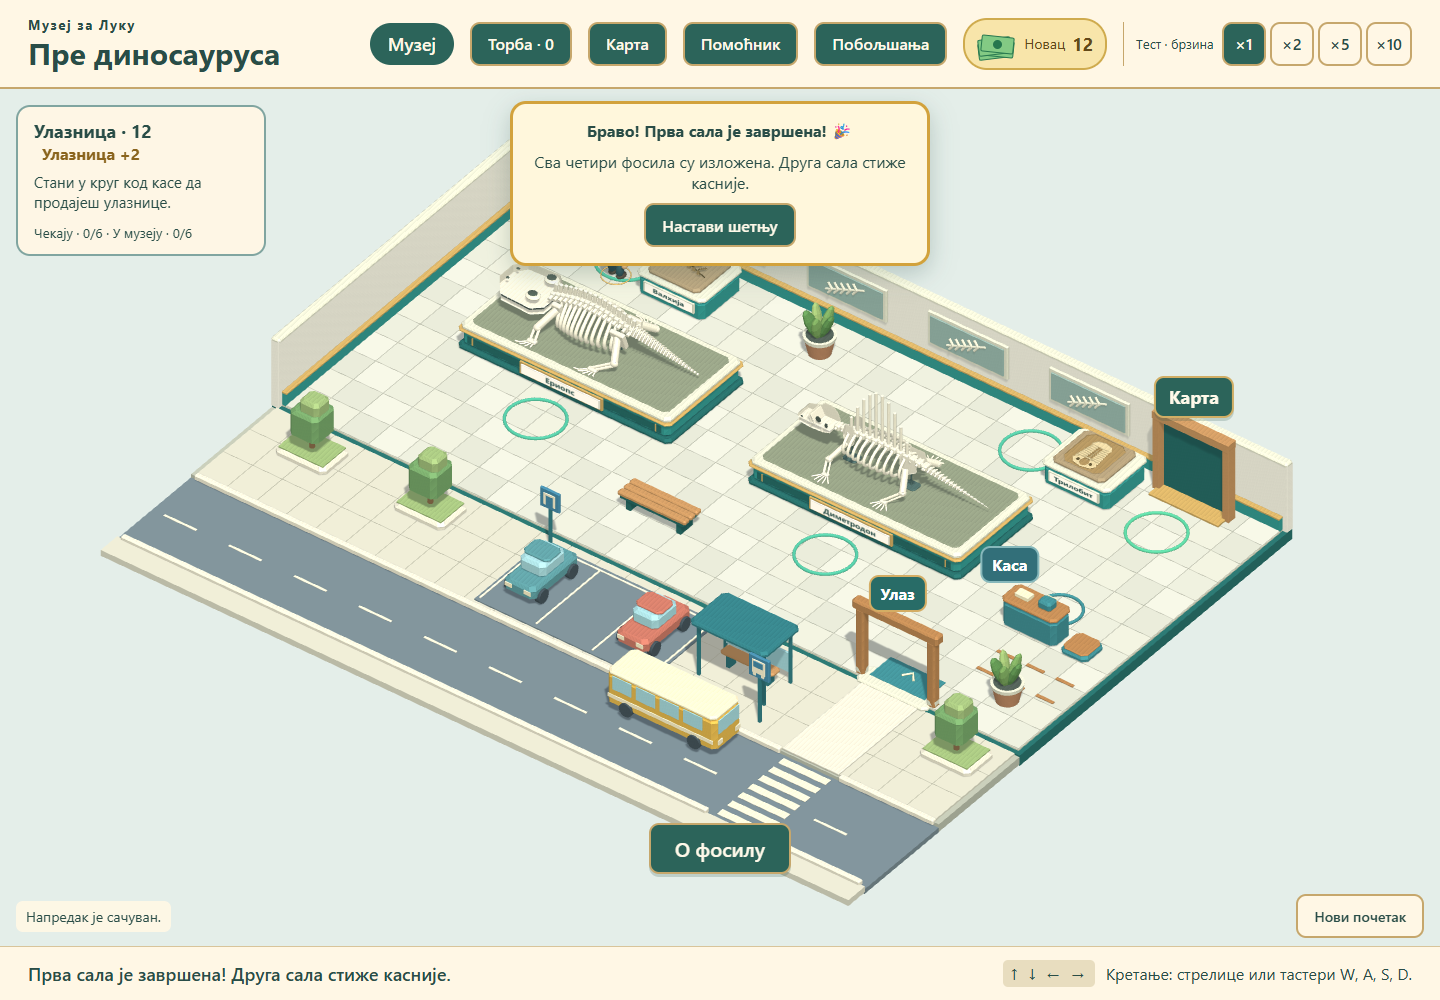 Музеј за Луку
Пре диносауруса
Музеј
Торба · 0
Карта
Помоћник
Побољшања
Новац 12
Тест · брзина
×1
×2
×5
×10
Улазница · 12
Улазница +2
Стани у круг код касе да
продајеш улазнице.
Чекају · 0/6 · У музеју · 0/6
Браво! Прва сала је завршена! 🎉
Сва четири фосила су изложена. Друга сала стиже
касније.
Настави шетњу
Валхија
Ериопс
Карта
Трилобит
Диметродон
Каса
Улаз
О фосилу
Напредак је сачуван.
Нови почетак
Прва сала је завршена! Друга сала стиже касније.
↑ ↓ ← → Кретање: стрелице или тастери W, A, S, D.